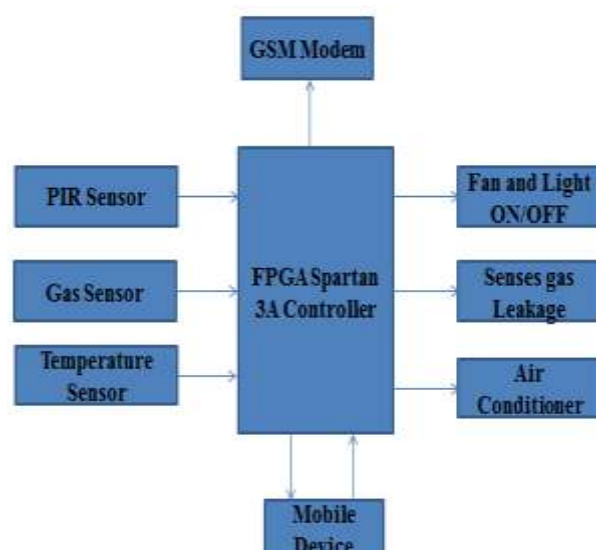 GSM Modem
PIR Sensor
Gas Sensor
Temperature
Sensor
FPGA Spartan
3A Controller
Fan and Light
ON/OFF
Senses gas
Leakage
Air
Conditioner
Mobile
Device